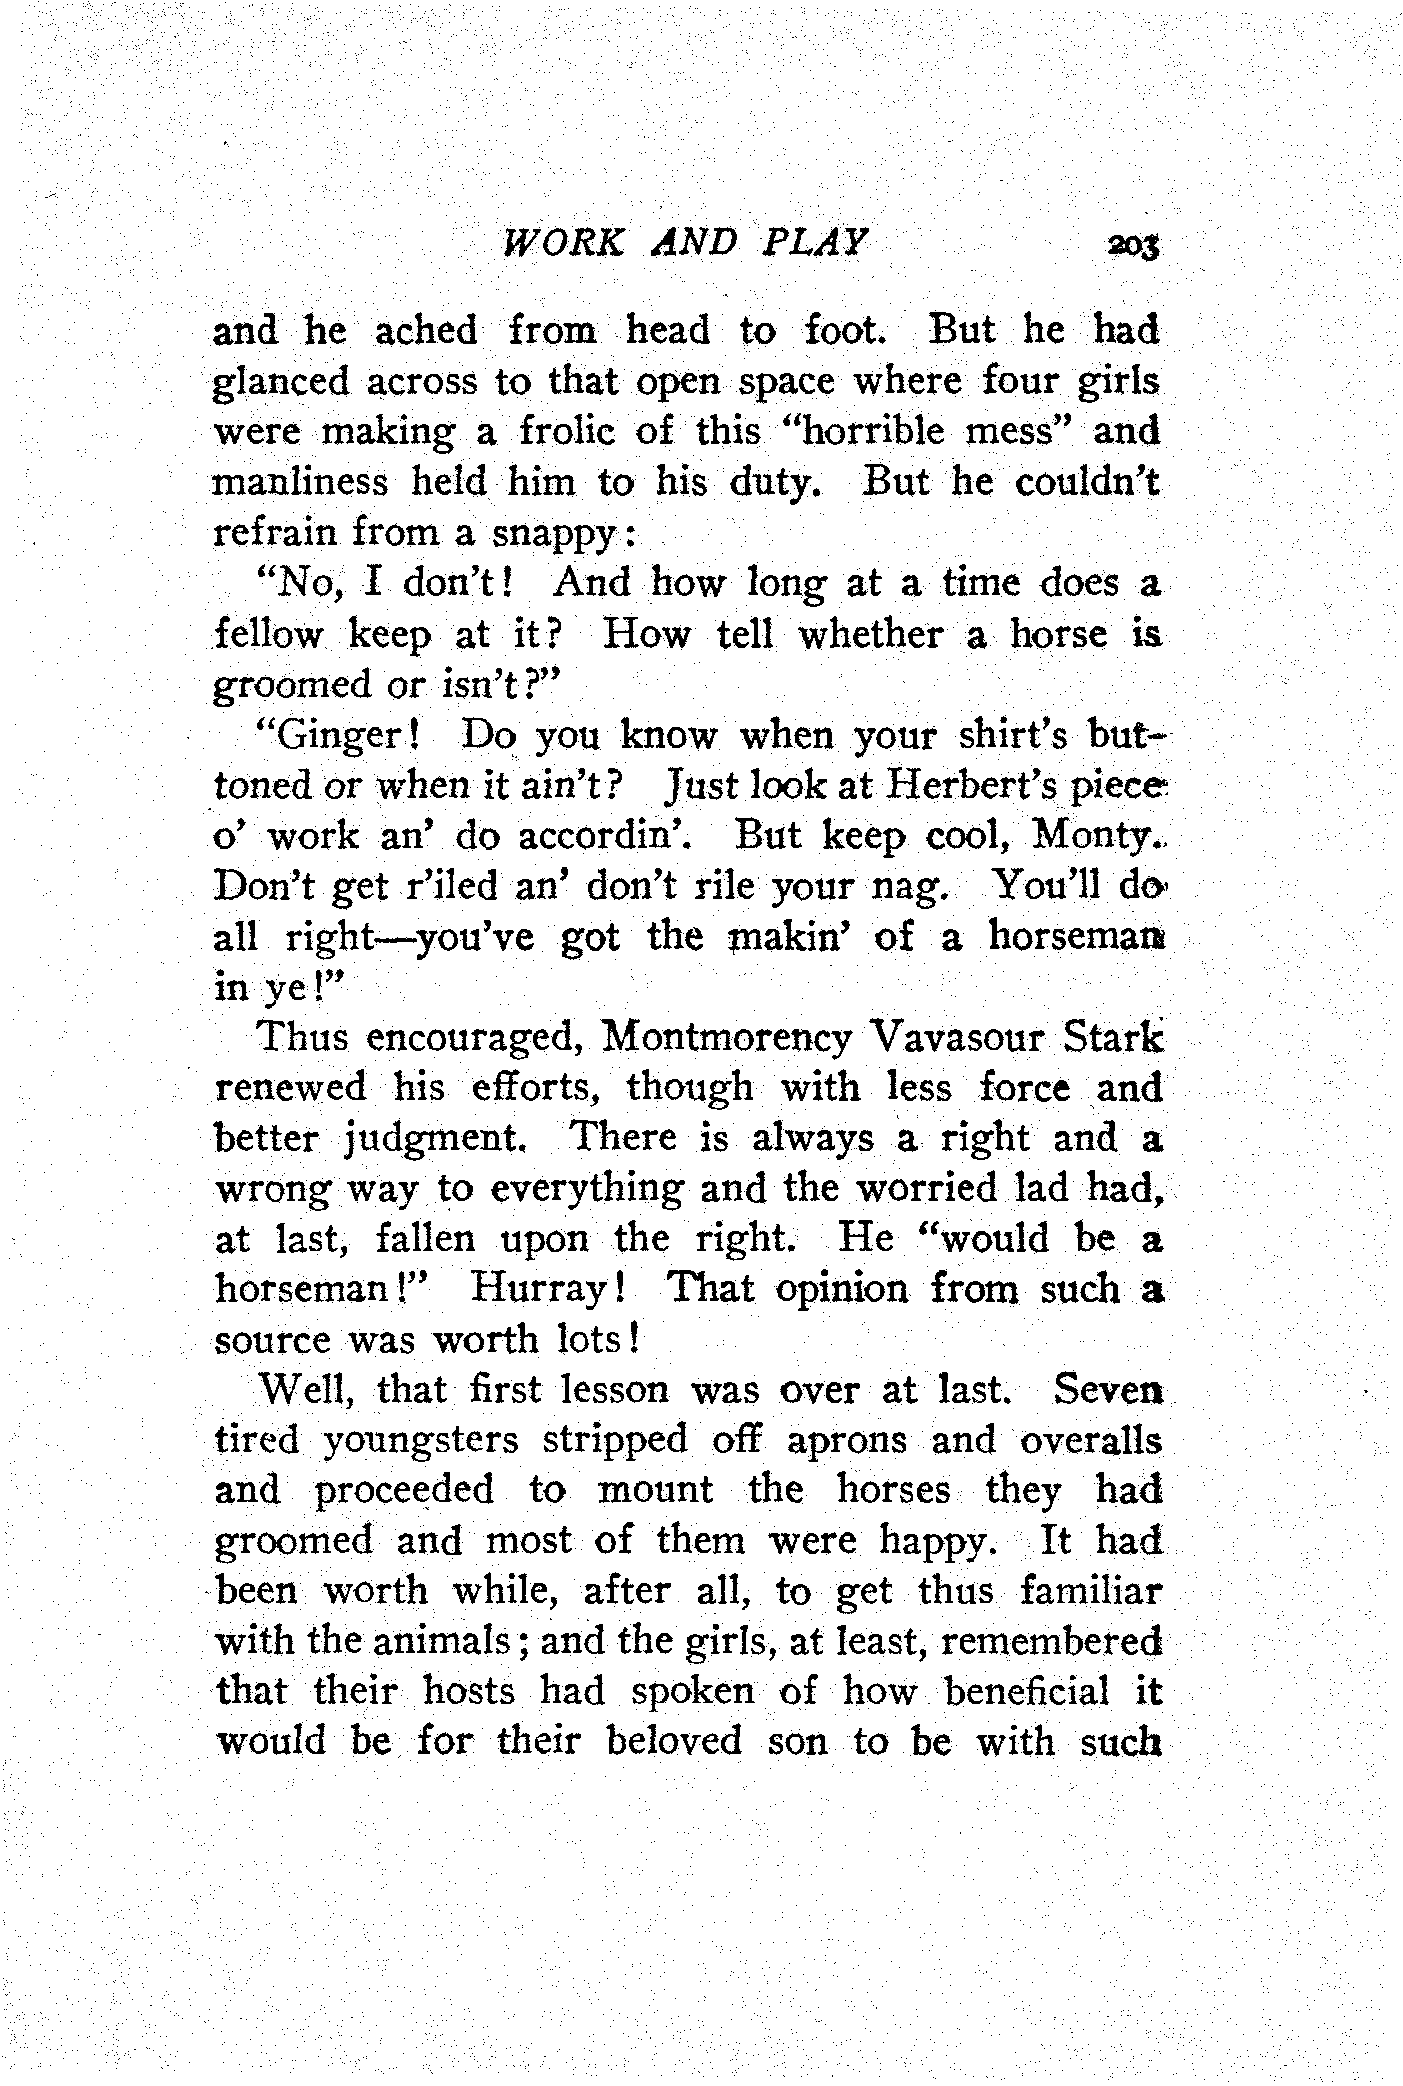 WORK AND PLAY 203
and he ached from head to foot. But he had
glanced across to that open space where four girls
were making a frolic of this “horrible mess” and
manliness held him to his duty. But he couldn’t
refrain from a snappy:
“No, I don’t! And how long at a time does a
fellow keep at it? How tell whether a horse is
groomed or isn’t?”
“Ginger! Do you know when your shirt’s but-
toned or when it ain’t? Just look at Herbert’s piece
o’ work an’ do accordin’. But keep cool, Monty.
Don’t get r’iled an’ don’t rile your nag. You’ll do
all right—you’ve got the makin’ of a horseman
in ye!”
Thus encouraged, Montmorency Vavasour Stark
renewed his efforts, though with less force and
better judgment. There is always a right and a
wrong way to everything and the worried lad had,
at last, fallen upon the right. He “would be a
horseman!” Hurray! That opinion from such a
source was worth lots!
Well, that first lesson was over at last. Seven
tired youngsters stripped off aprons and overalls
and proceeded to mount the horses they had
groomed and most of them were happy. It had
been worth while, after all, to get thus familiar
with the animals; and the girls, at least, remembered
that their hosts had spoken of how beneficial it
would be for their beloved son to be with such